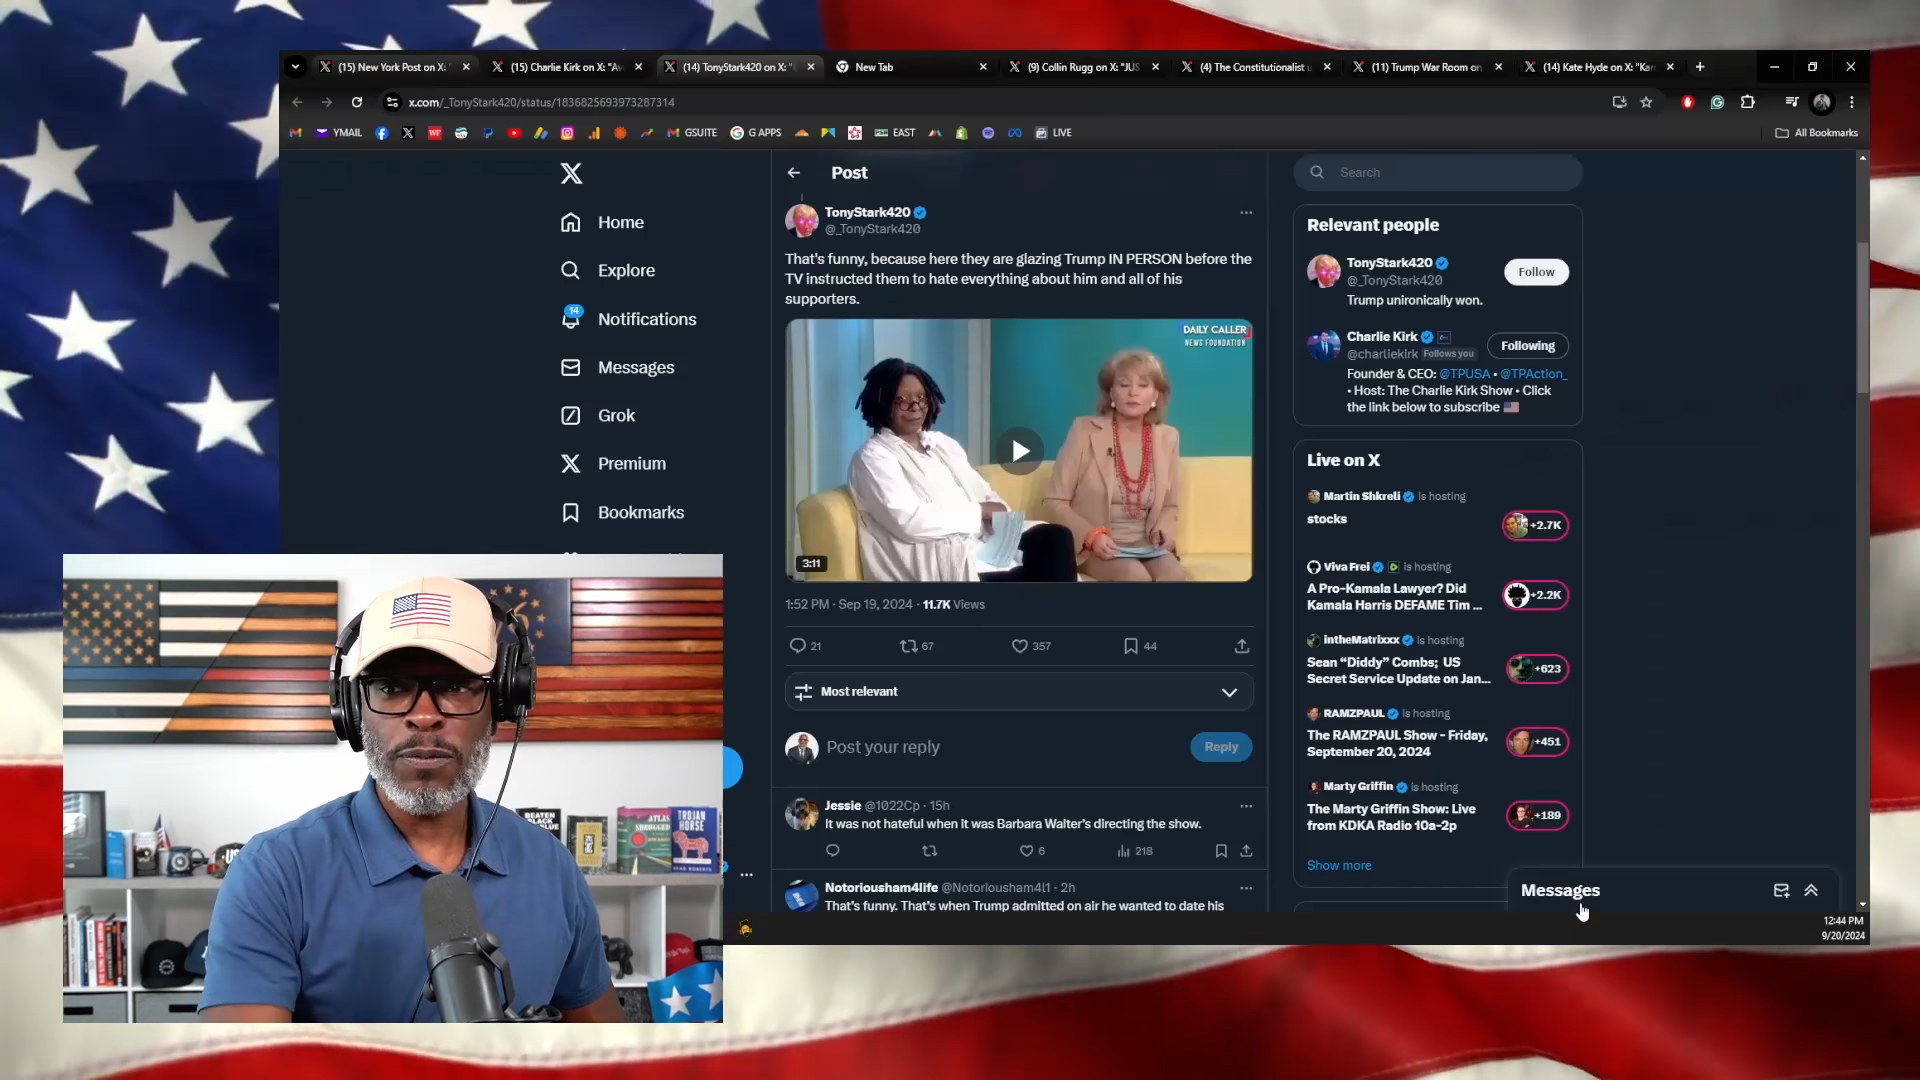 (15) New York Post on X: "
(15) Charlie Kirk on X: "Aw
(14) TonyStark420 on X: "
New Tab
(9) Collin Rugg on X: "JUS
(4) The Constitutionalist
(11) Trump War Room on
(14) Kate Hyde on X: "Kam
x.com/_TonyStark420/status/1836825693973287314
YMAIL
GSUITE
G APPS
EAST
LIVE
All Bookmarks
Home
Explore
14
Notifications
Messages
Grok
Premium
Bookmarks
Post
TonyStark420
@_TonyStark420
That's funny, because here they are glazing Trump IN PERSON before the
TV instructed them to hate everything about him and all of his
supporters.
DAILY CALLER
NEWS FOUNDATION
3:11
1:52 PM · Sep 19, 2024 · 11.7K Views
21
67
357
44
Most relevant
Post your reply
Reply
Jessie @1022Cp · 15h
It was not hateful when it was Barbara Walter's directing the show.
6
218
Notoriousham4life @Notoriousham4l1 · 2h
That's funny. That's when Trump admitted on air he wanted to date his
Search
Relevant people
TonyStark420
@_TonyStark420
Follow
Trump unironically won.
Charlie Kirk
@charliekirk Follows you
Following
Founder & CEO: @TPUSA • @TPAction_
• Host: The Charlie Kirk Show • Click
the link below to subscribe
Live on X
Martin Shkreli is hosting
stocks
+2.7K
Viva Frei is hosting
A Pro-Kamala Lawyer? Did
Kamala Harris DEFAME Tim ...
+2.2K
intheMatrixxx is hosting
Sean "Diddy" Combs; US
Secret Service Update on Jan...
+623
RAMZPAUL is hosting
The RAMZPAUL Show - Friday,
September 20, 2024
+451
Marty Griffin is hosting
The Marty Griffin Show: Live
from KDKA Radio 10a-2p
+189
Show more
Messages
12:44 PM
9/20/2024
BEATEN
BLACK
ATLAS
SHRUGGED
TROJAN
HORSE